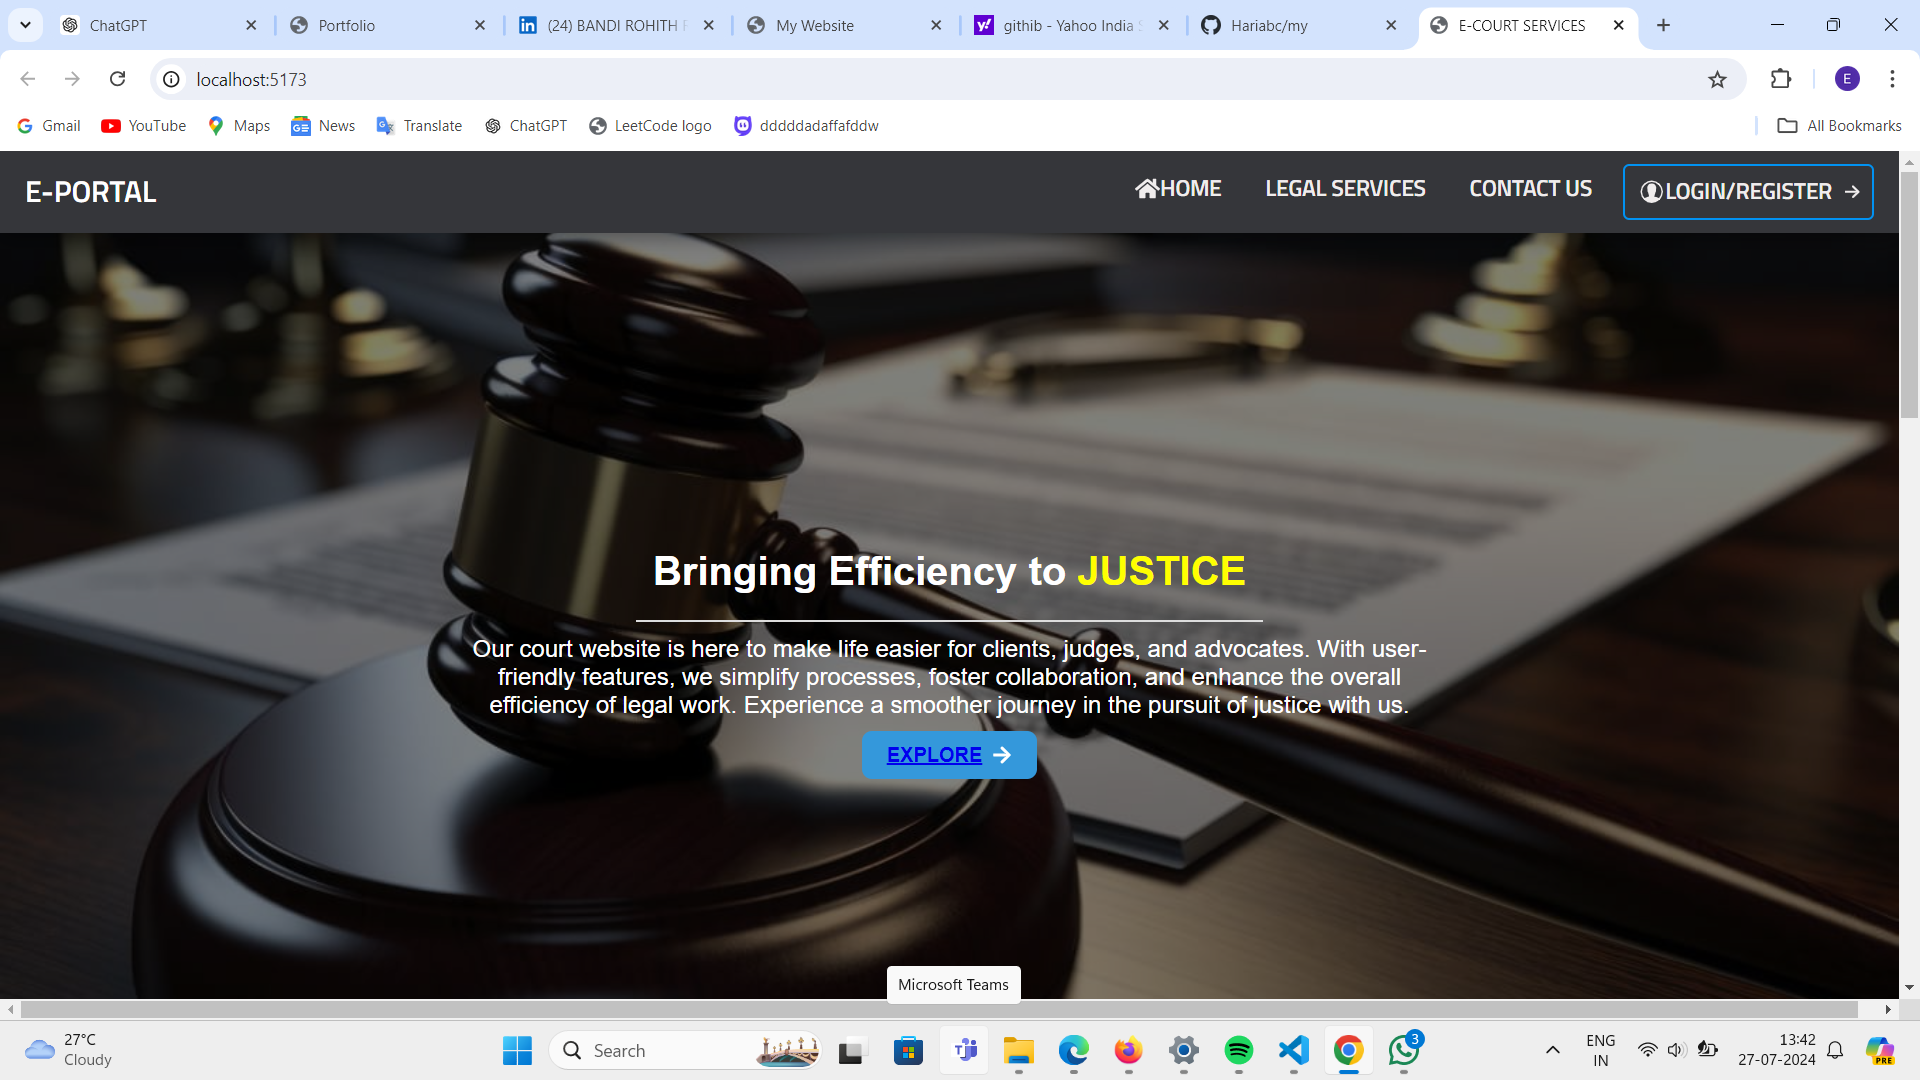 ChatGPT
Portfolio
(24) BANDI ROHITH
My Website
githib - Yahoo India
Hariabc/my
E-COURT SERVICES
localhost:5173
E
Gmail
YouTube
Maps
News
Translate
ChatGPT
LeetCode logo
dddddadaffafddw
All Bookmarks
E-PORTAL
HOME
LEGAL SERVICES
CONTACT US
LOGIN/REGISTER
Bringing Efficiency to JUSTICE
Our court website is here to make life easier for clients, judges, and advocates. With user-
friendly features, we simplify processes, foster collaboration, and enhance the overall
efficiency of legal work. Experience a smoother journey in the pursuit of justice with us.
EXPLORE
Microsoft Teams
27°C
Cloudy
Search
3
ENG
IN
13:42
27-07-2024
PRE